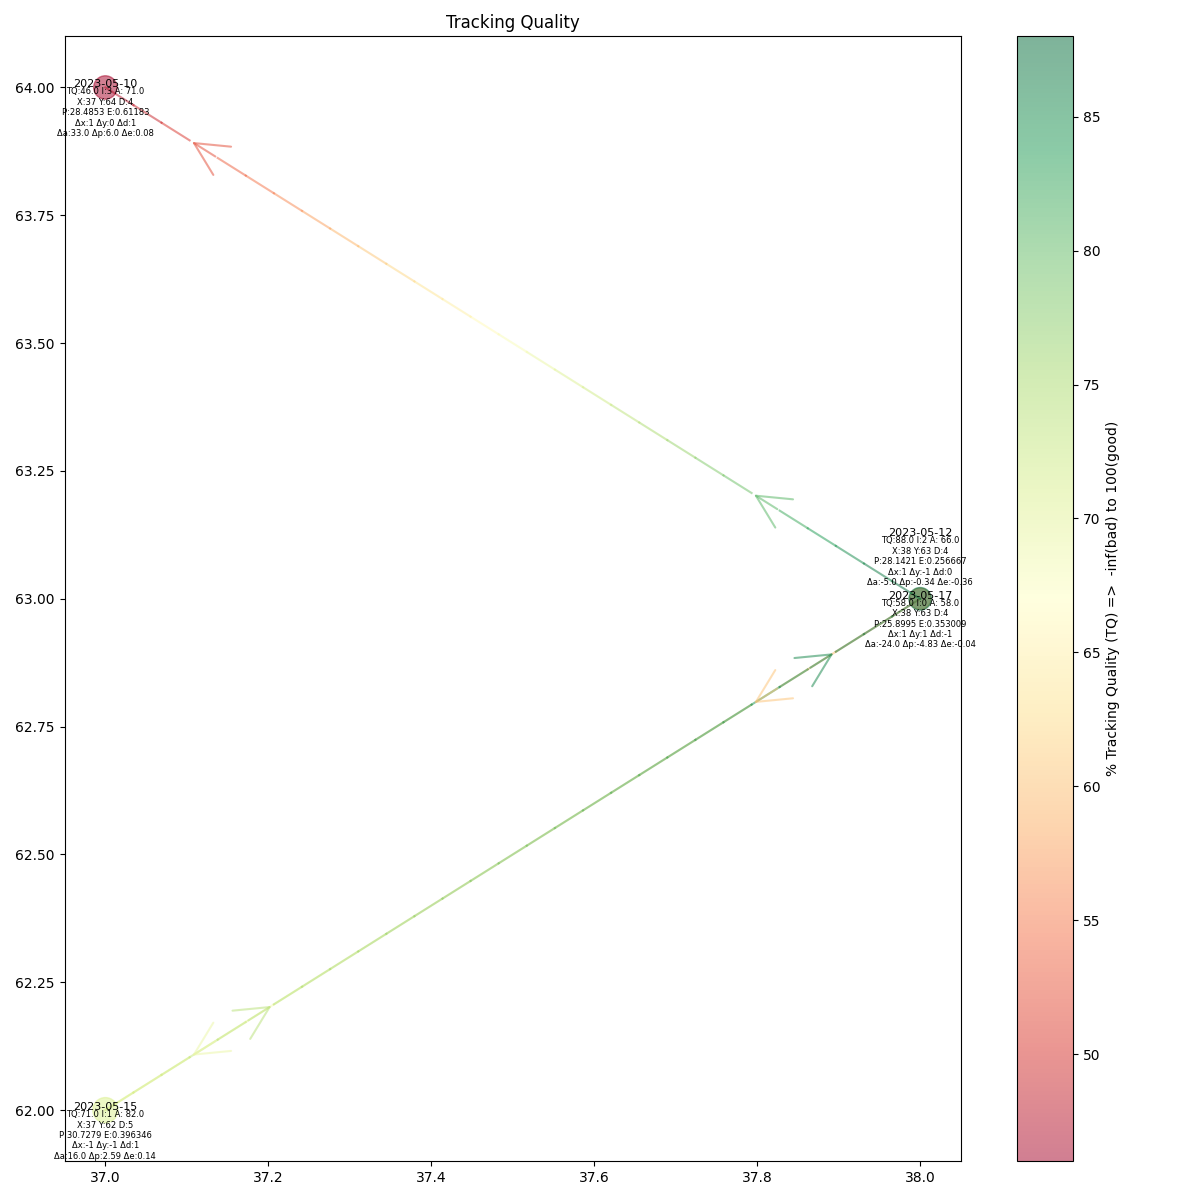 Tracking Quality
64.00
63.75
63.50
63.25
63.00
62.75
62.50
62.25
62.00
2023-05-10
TQ:46.0 I:3 A: 71.0
X:37 Y:64 D:4
P:28.4853 E:0.61183
Δx:1 Δy:0 Δd:1
Δa:33.0 Δp:6.0 Δe:0.08
2023-05-12
TQ:88.0 I:2 A: 66.0
X:38 Y:63 D:4
P:28.1421 E:0.256667
Δx:1 Δy:-1 Δd:0
Δa:-5.0 Δp:-0.34 Δe:-0.36
2023-05-17
TQ:58.0 I:0 A: 58.0
X:38 Y:63 D:4
P:25.8995 E:0.353009
Δx:1 Δy:1 Δd:-1
Δa:-24.0 Δp:-4.83 Δe:-0.04
2023-05-15
TQ:71.0 I:1 A: 82.0
X:37 Y:62 D:5
P:30.7279 E:0.396346
Δx:-1 Δy:-1 Δd:1
Δa:16.0 Δp:2.59 Δe:0.14
37.0
37.2
37.4
37.6
37.8
38.0
85
80
75
70
65
60
55
50
% Tracking Quality (TQ) => -inf(bad) to 100(good)